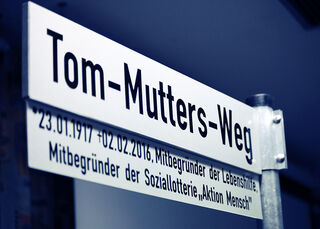 Tom-Mutters-Weg
*23.01.1917 ÷02.02.2016, Mitbegründer der Lebenshilfe,
Mitbegründer der Soziallotterie „Aktion Mensch"